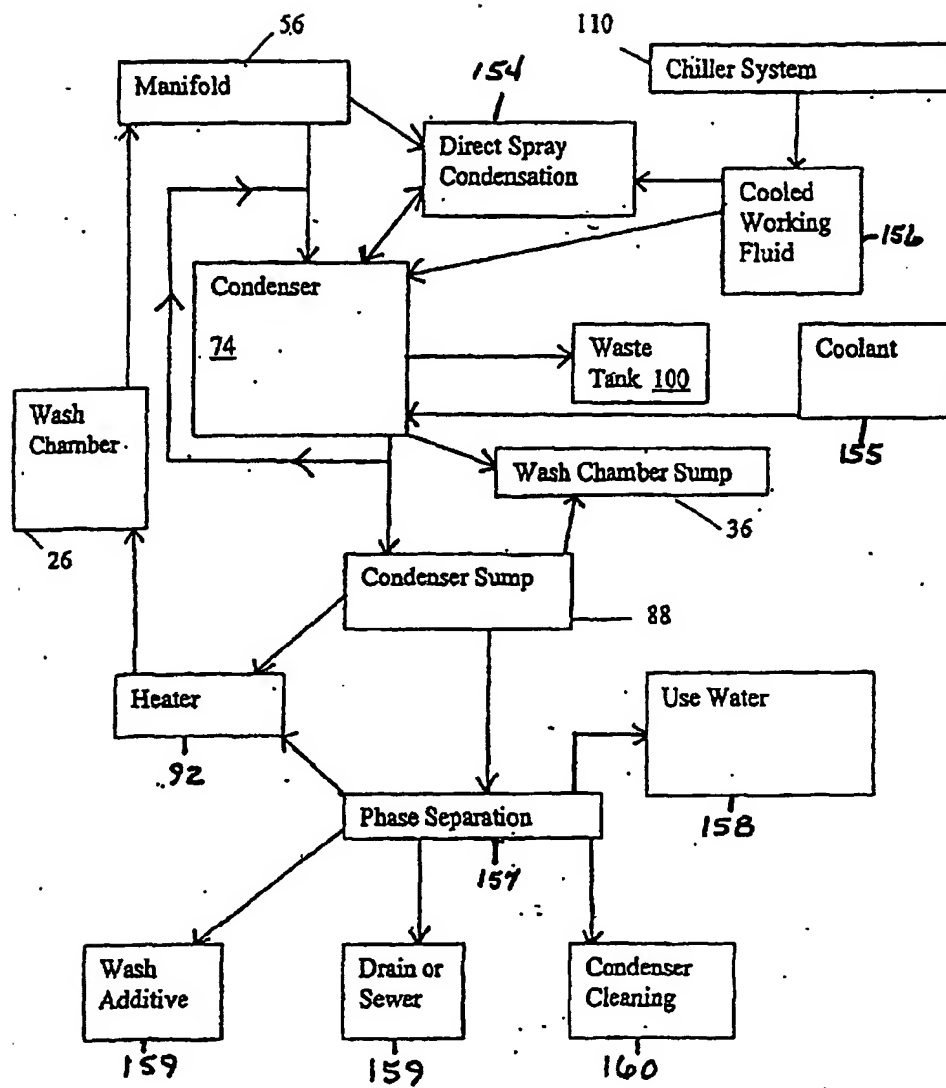 56
110
Manifold
154
Chiller System
Direct Spray
Condensation
Cooled
Working
Fluid
156
Condenser
74
Waste
Tank 100
Coolant
155
Wash
Chamber
26
Wash Chamber Sump
36
Condenser Sump
88
Heater
92
Use Water
158
Phase Separation
157
Wash
Additive
159
Drain or
Sewer
159
Condenser
Cleaning
160